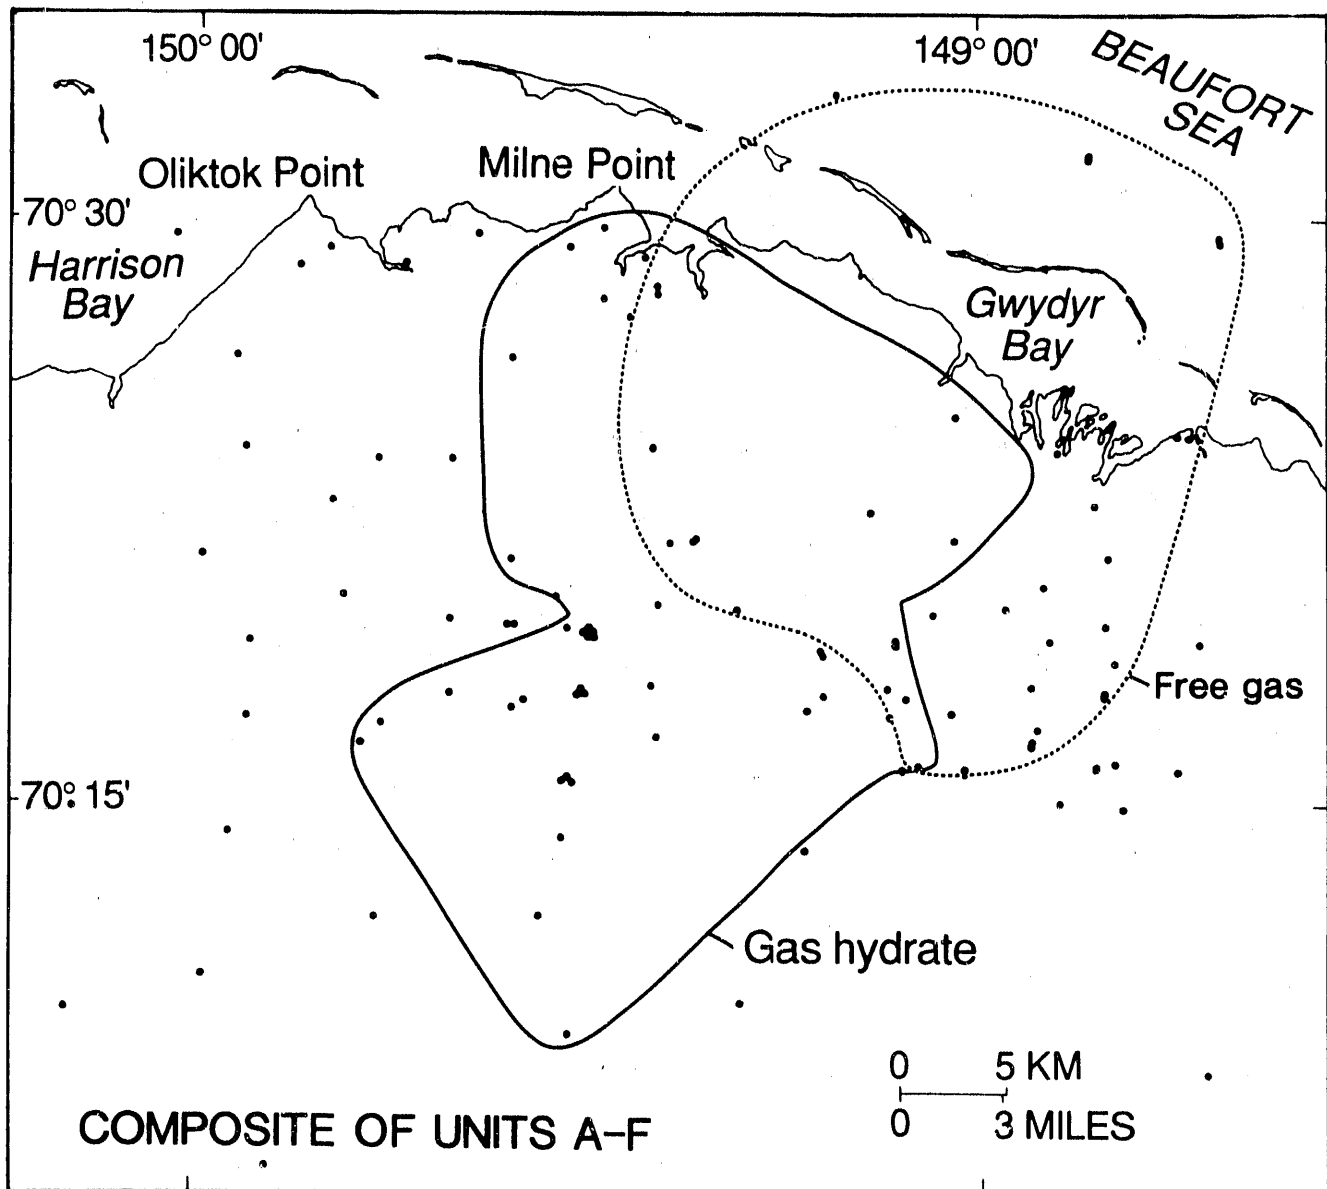 150° 00'
149° 00'
BEAUFORT
SEA
Oliktok Point
Milne Point
70° 30'
Harrison
Bay
Gwydyr
Bay
Free gas
70° 15'
Gas hydrate
0 5 KM
0 3 MILES
COMPOSITE OF UNITS A–F